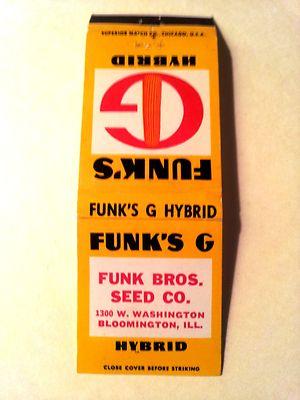 SUPERIOR MATCH CO., CHICAGO, U.S.A.
HYBRID
G
FUNK'S
FUNK'S G HYBRID
FUNK'S G
FUNK BROS.
SEED CO.
1300 W. WASHINGTON
BLOOMINGTON, ILL.
HYBRID
CLOSE COVER BEFORE STRIKING